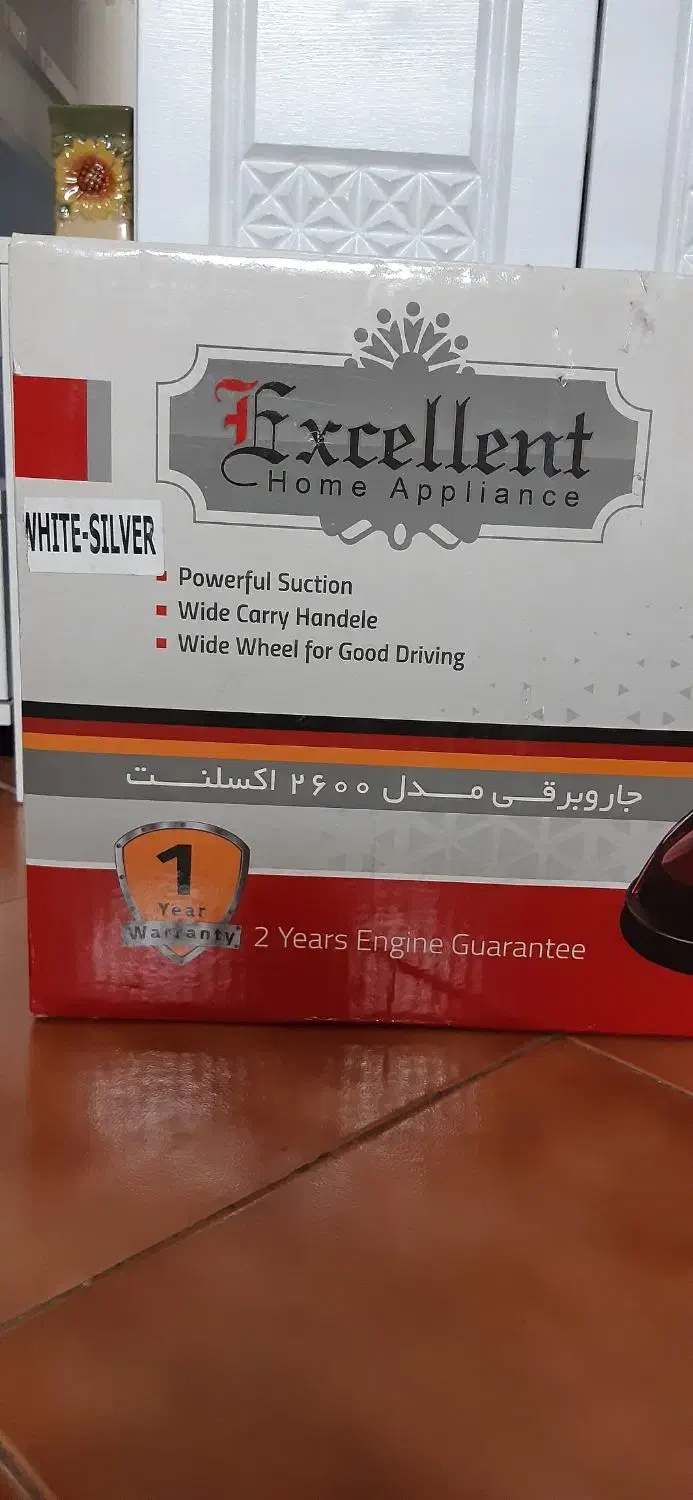 Excellent
Home Appliance
WHITE-SILVER
Powerful Suction
Wide Carry Handele
Wide Wheel for Good Driving
جاروبرقی مدل ۲۶۰۰ اکسلنت
1
Year
Warranty
2 Years Engine Guarantee